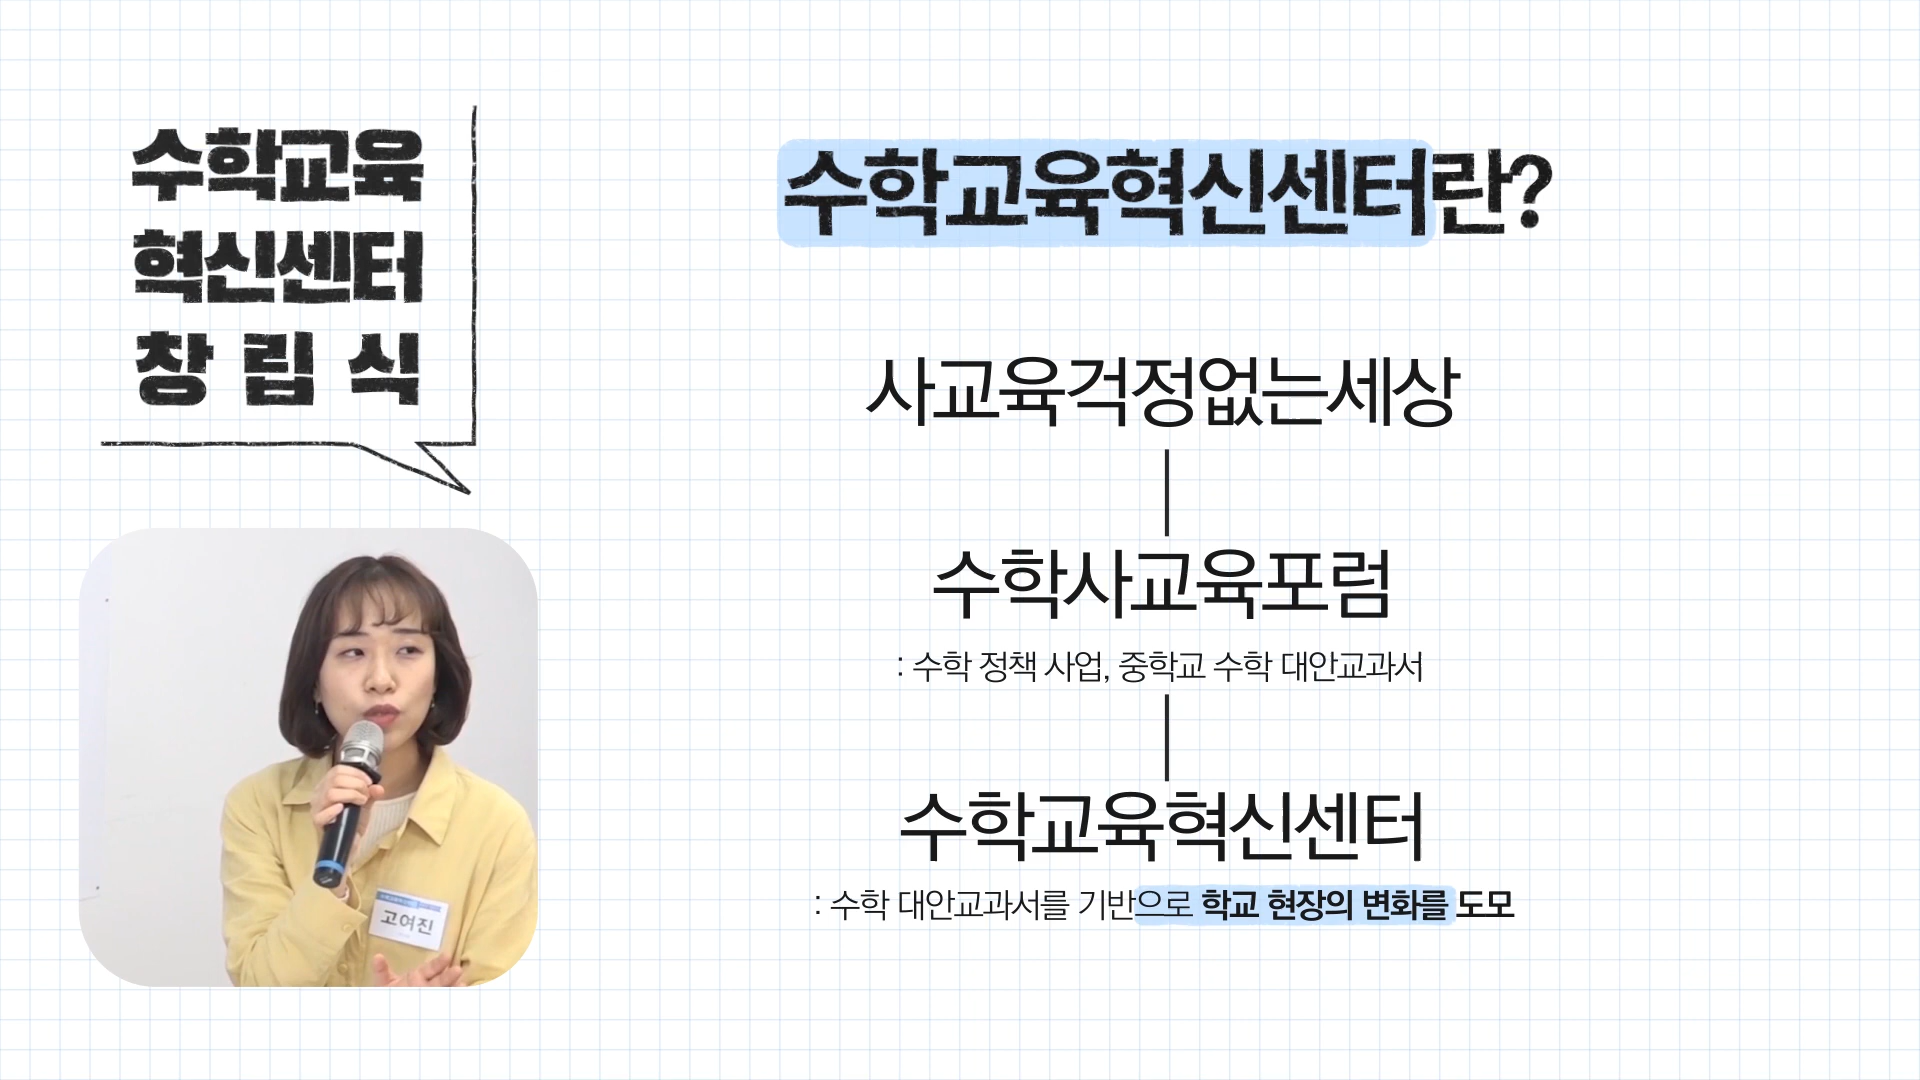 수학교육
혁신센터
창립식
수학교육혁신센터란?
사교육걱정없는세상
수학사교육포럼
: 수학 정책 사업, 중학교 수학 대안교과서
수학교육혁신센터
: 수학 대안교과서를 기반으로 학교 현장의 변화를 도모
고여진